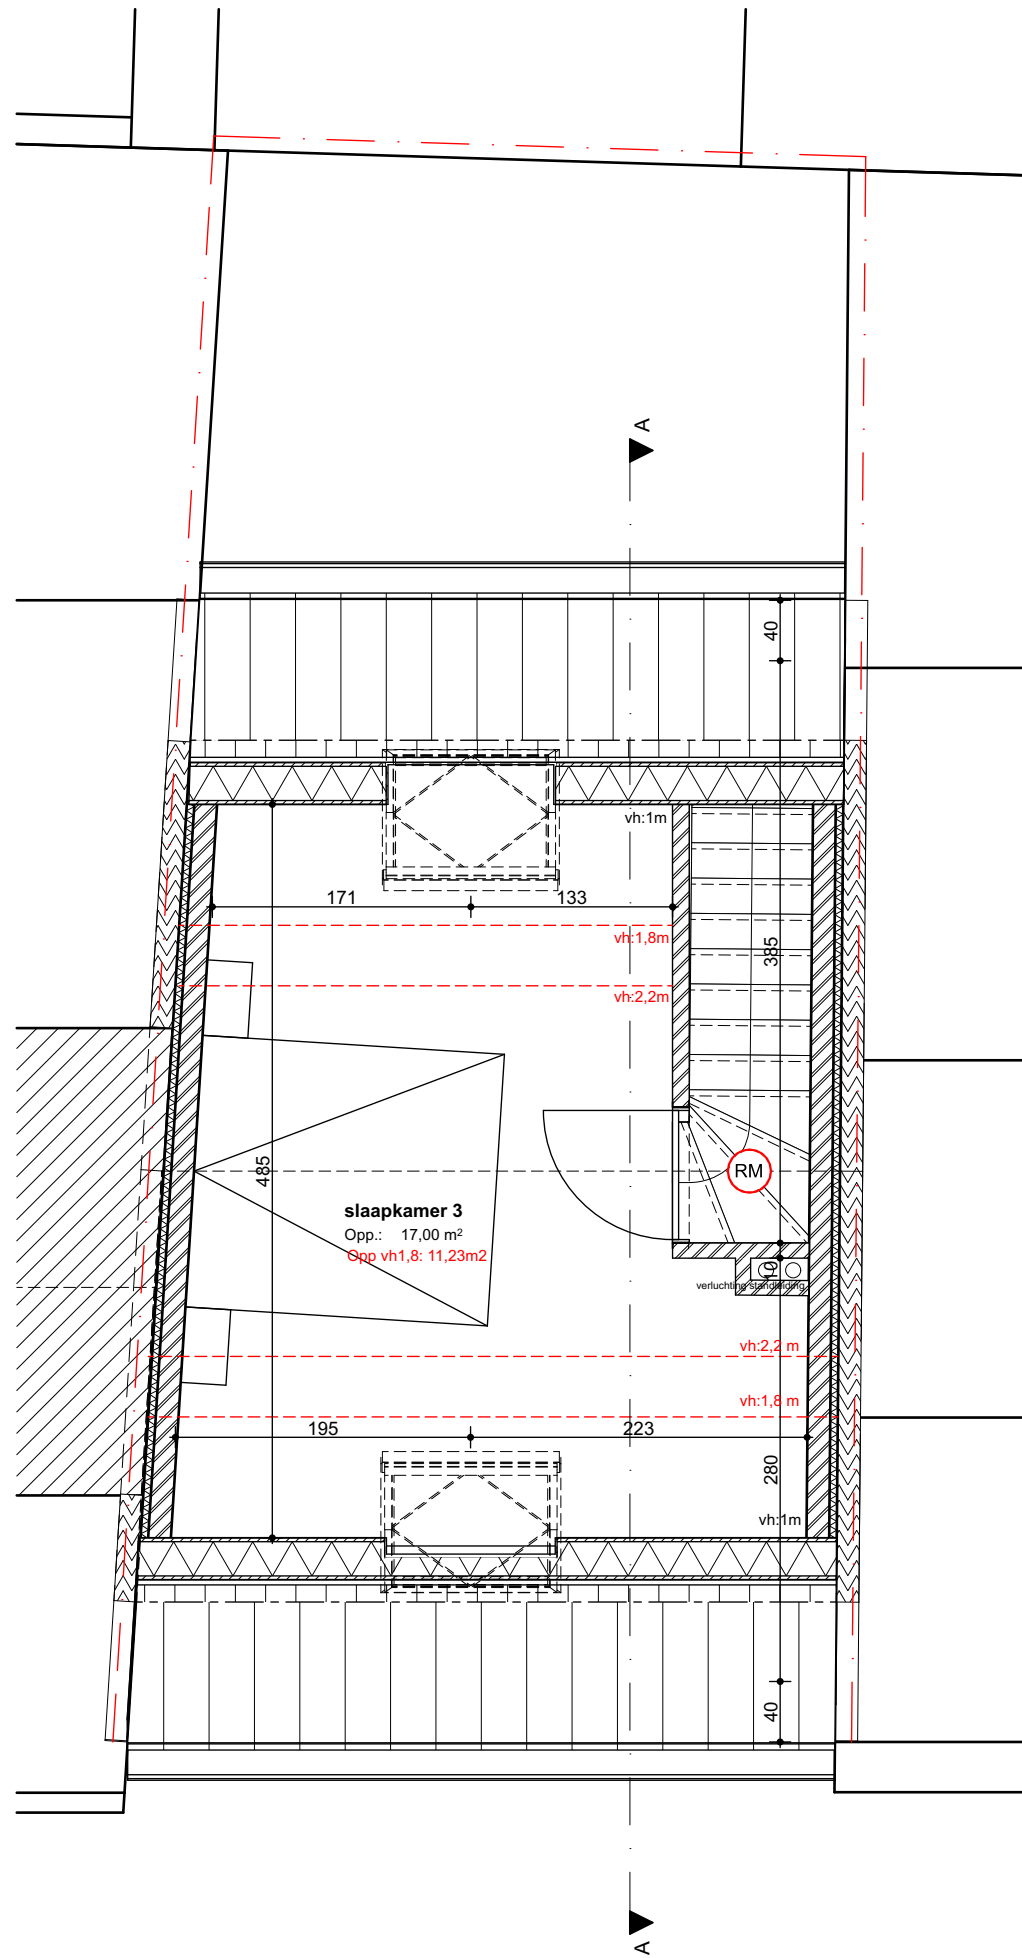 A
40
vh:1m
171
133
vh:1,8m
385
vh:2,2m
485
RM
slaapkamer 3
Opp.: 17,00 m²
Opp vh1,8: 11,23m2
10
verluchting standleiding
vh:2,2 m
vh:1,8 m
195
223
280
vh:1m
40
A